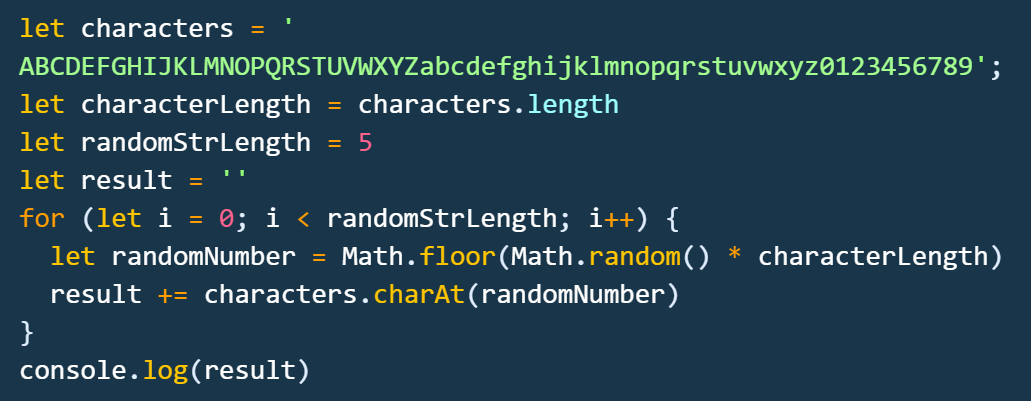 let characters = '
ABCDEFGHIJKLMNOPQRSTUVWXYZabcdefghijklmnopqrstuvwxyz0123456789';
let characterLength = characters.length
let randomStrLength = 5
let result = ''
for (let i = 0; i < randomStrLength; i++) {
  let randomNumber = Math.floor(Math.random() * characterLength)
  result += characters.charAt(randomNumber)
}
console.log(result)